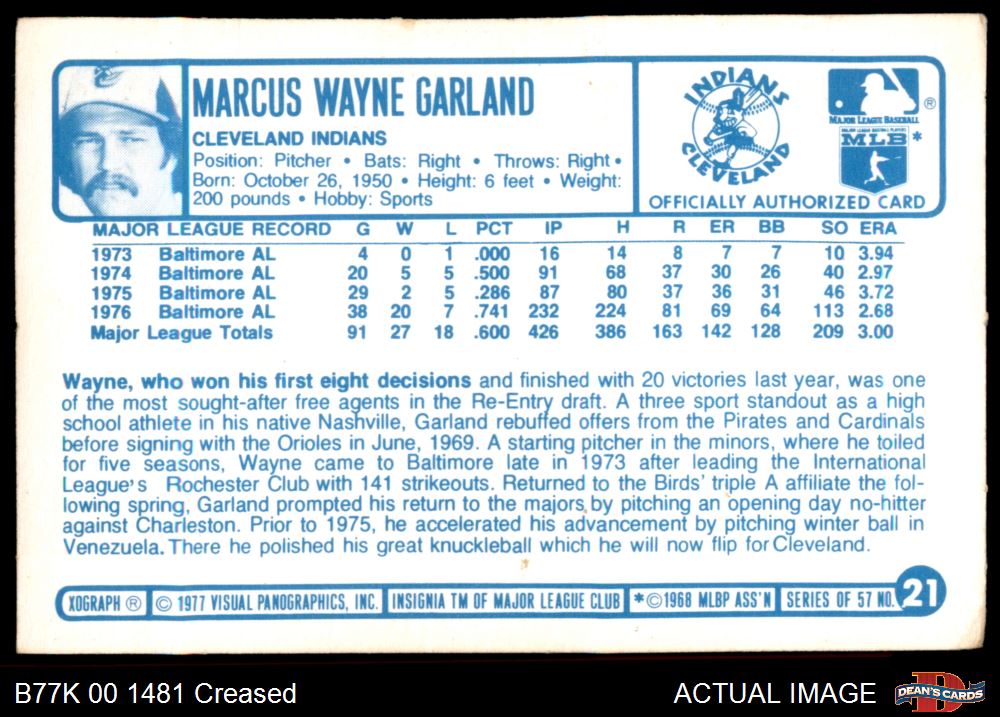 MARCUS WAYNE GARLAND
CLEVELAND INDIANS
Position: Pitcher • Bats: Right • Throws: Right •
Born: October 26, 1950 • Height: 6 feet • Weight:
200 pounds • Hobby: Sports
INDIANS
CLEVELAND
®
MAJOR LEAGUE BASEBALL
MAJOR LEAGUE BASEBALL PLAYERS
MLB *
OFFICIALLY AUTHORIZED CARD
MAJOR LEAGUE RECORD G W L PCT IP H R ER BB SO ERA
1973 Baltimore AL 4 0 1 .000 16 14 8 7 7 10 3.94
1974 Baltimore AL 20 5 5 .500 91 68 37 30 26 40 2.97
1975 Baltimore AL 29 2 5 .286 87 80 37 36 31 46 3.72
1976 Baltimore AL 38 20 7 .741 232 224 81 69 64 113 2.68
Major League Totals 91 27 18 .600 426 386 163 142 128 209 3.00
Wayne, who won his first eight decisions and finished with 20 victories last year, was one
of the most sought-after free agents in the Re-Entry draft. A three sport standout as a high
school athlete in his native Nashville, Garland rebuffed offers from the Pirates and Cardinals
before signing with the Orioles in June, 1969. A starting pitcher in the minors, where he toiled
for five seasons, Wayne came to Baltimore late in 1973 after leading the International
League's Rochester Club with 141 strikeouts. Returned to the Birds' triple A affiliate the fol-
lowing spring, Garland prompted his return to the majors by pitching an opening day no-hitter
against Charleston. Prior to 1975, he accelerated his advancement by pitching winter ball in
Venezuela. There he polished his great knuckleball which he will now flip for Cleveland.
XOGRAPH ® © 1977 VISUAL PANOGRAPHICS, INC. INSIGNIA TM OF MAJOR LEAGUE CLUB *©1968 MLBP ASS'N SERIES OF 57 NO. 21
B77K 00 1481 Creased
ACTUAL IMAGE
DEAN'S CARDS